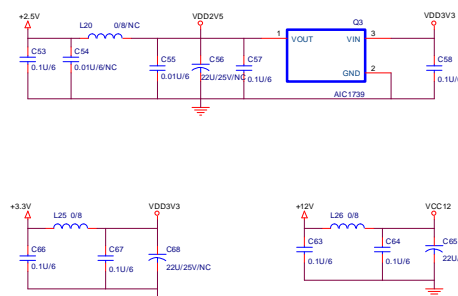 +2.5V
L20 0/8/NC
VDD2V5
Q3
VDD3V3
1 VOUT VIN 3
GND 2
AIC1739
C53
0.1U/6
C54
0.01U/6/NC
C55
0.01U/6
C56
22U/25V/NC
C57
0.1U/6
C58
0.1U/6
+3.3V
L25 0/8
VDD3V3
C66
0.1U/6
C67
0.1U/6
C68
22U/25V/NC
+12V
L26 0/8
VCC12
C63
0.1U/6
C64
0.1U/6
C65
22U